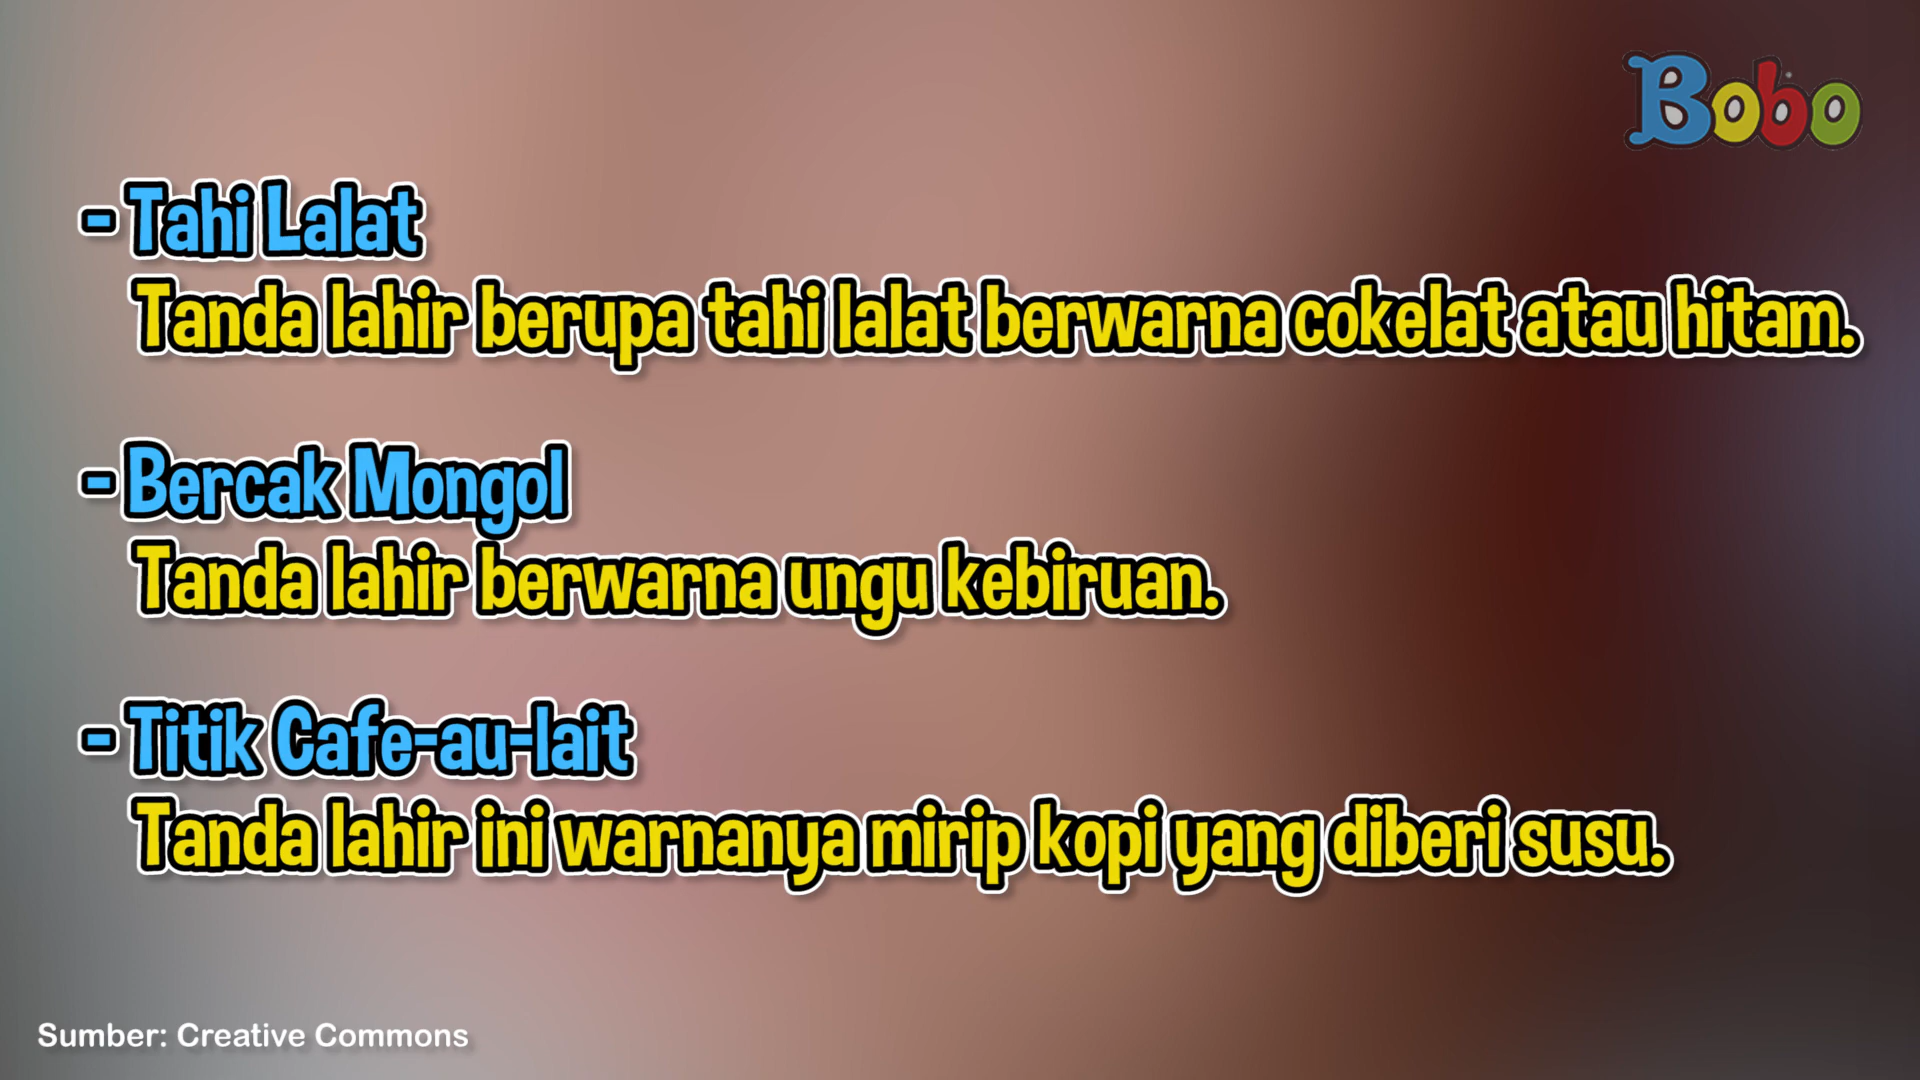 Bobo
- Tahi Lalat
Tanda lahir berupa tahi lalat berwarna cokelat atau hitam.
- Bercak Mongol
Tanda lahir berwarna ungu kebiruan.
- Titik Cafe-au-lait
Tanda lahir ini warnanya mirip kopi yang diberi susu.
Sumber: Creative Commons